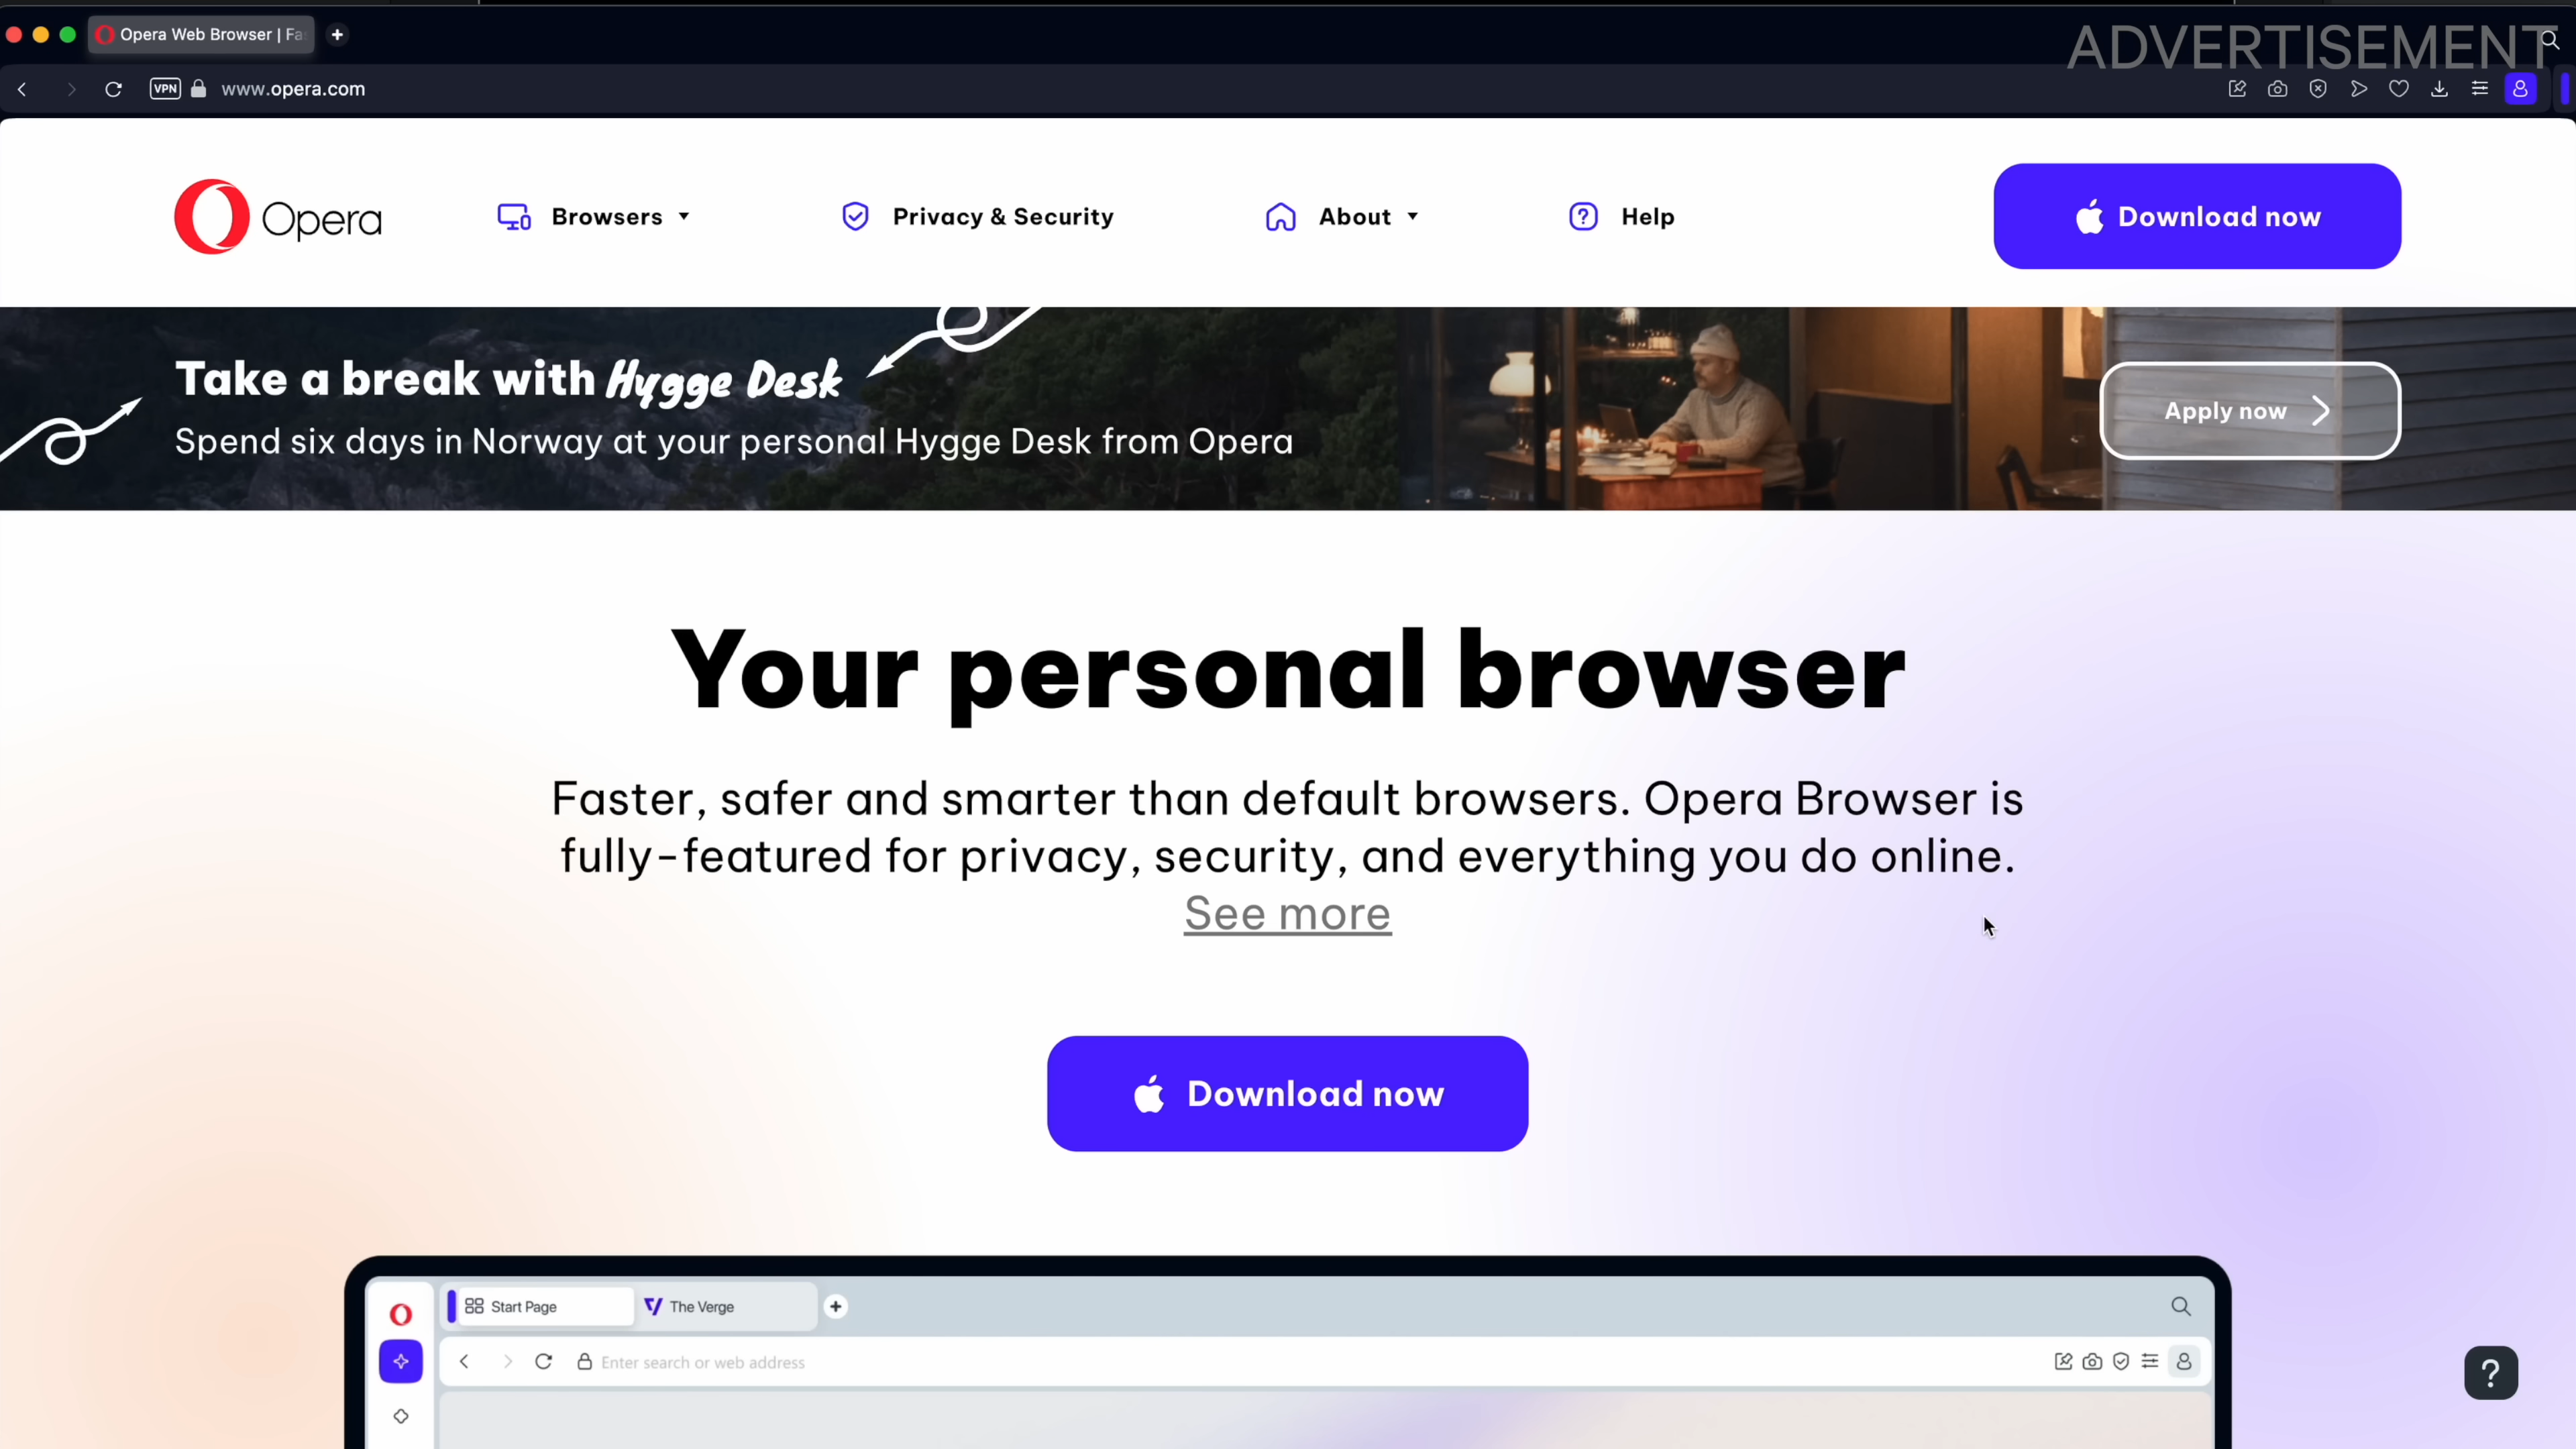 Opera Web Browser | Fa
ADVERTISEMENT
VPN
www.opera.com
Opera
Browsers
Privacy & Security
About
Help
Download now
Take a break with Hygge Desk
Spend six days in Norway at your personal Hygge Desk from Opera
Apply now
Your personal browser
Faster, safer and smarter than default browsers. Opera Browser is
fully-featured for privacy, security, and everything you do online.
See more
Download now
Start Page
The Verge
Enter search or web address